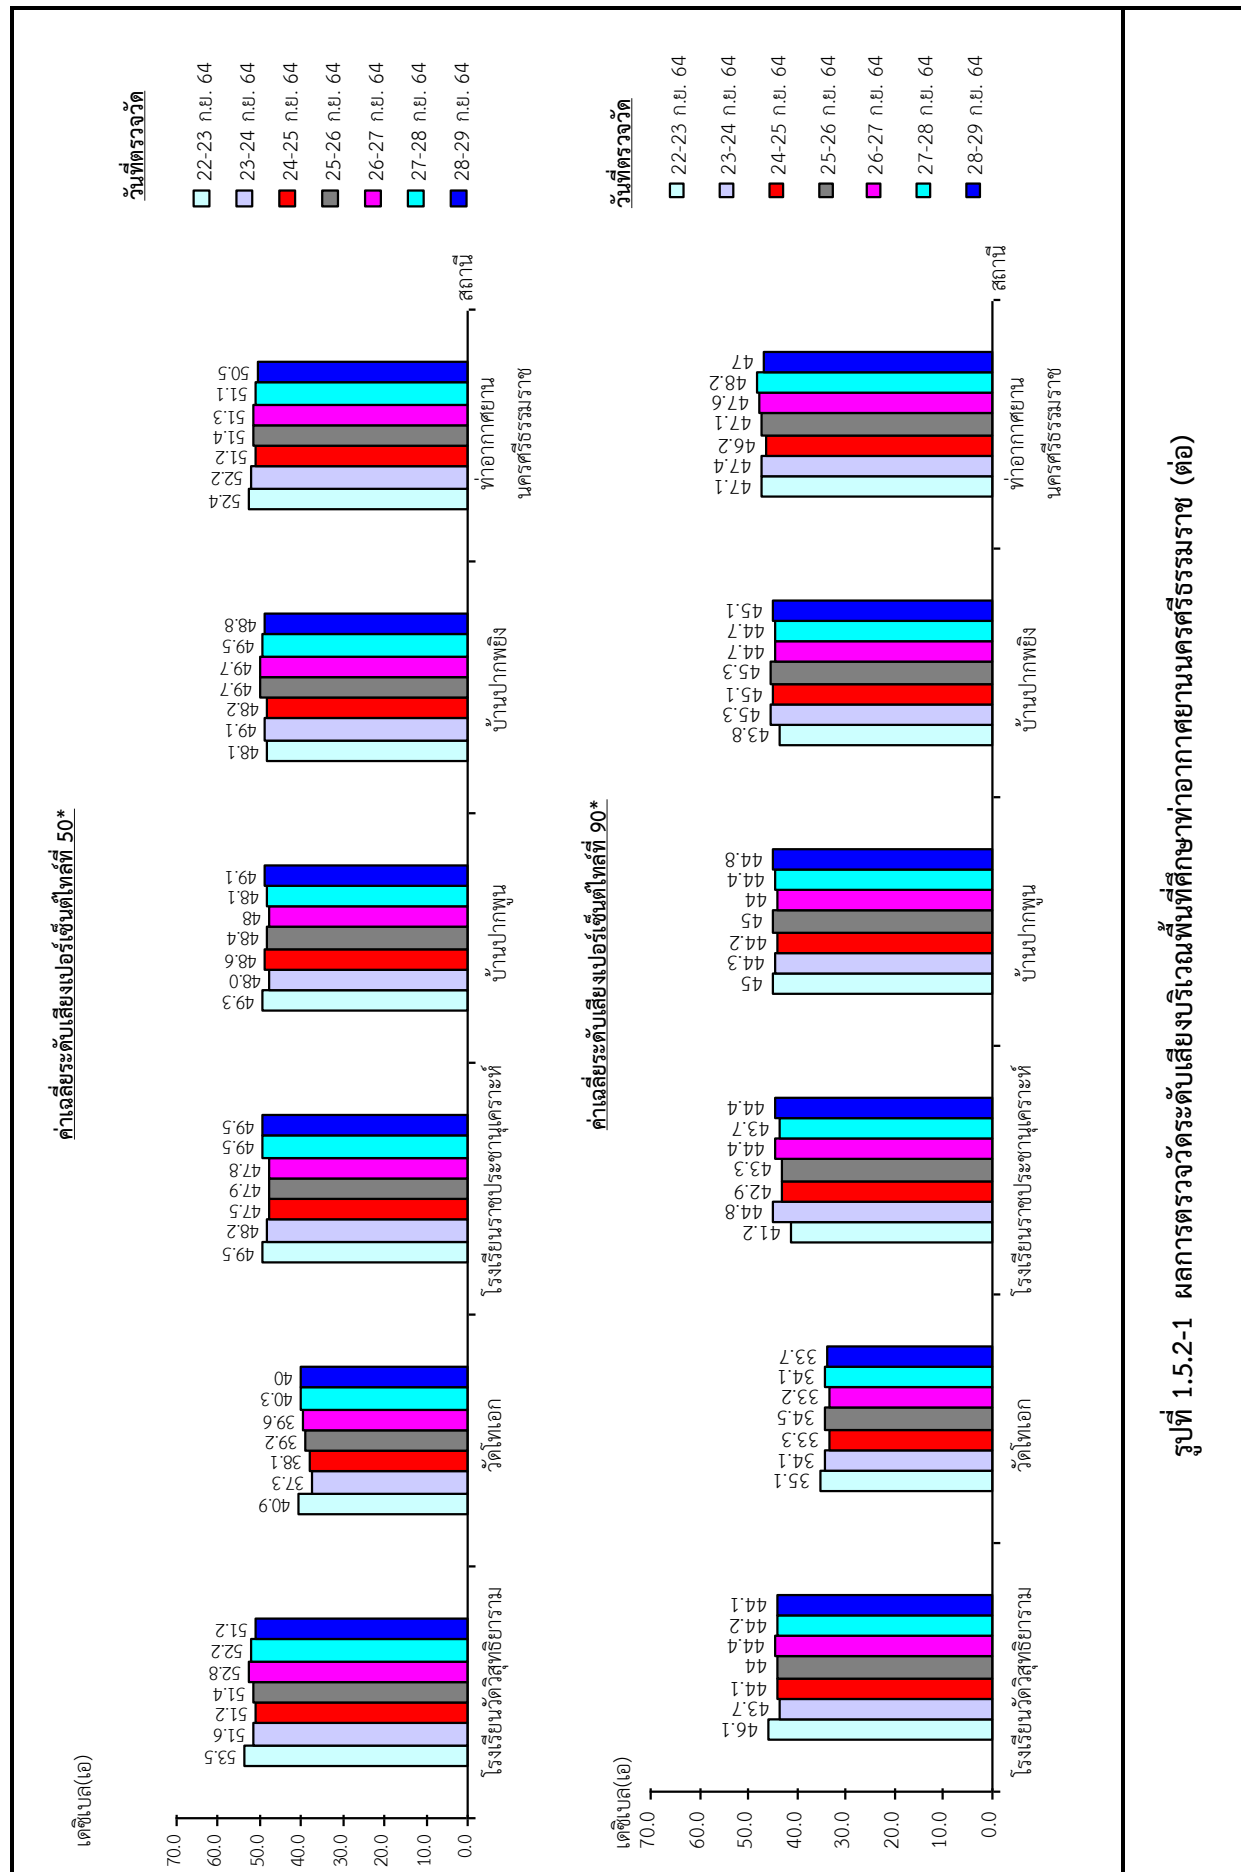 ค่าเฉลี่ยระดับเสียงเปอร์เซ็นต์ไทล์ที่ 50*
เดซิเบล(เอ)
70.0
60.0
50.0
40.0
30.0
20.0
10.0
0.0
53.5 51.6 51.2 51.4 52.8 52.2 51.2
40.9 37.3 38.1 39.2 39.6 40.3 40
49.5 48.2 47.5 47.9 47.8 49.5 49.5
49.3 48.0 48.6 48.4 48 48.1 49.1
48.1 49.1 48.2 49.7 49.7 49.5 48.8
52.4 52.2 51.2 51.4 51.3 51.1 50.5
โรงเรียนวัดวิสุทธิยาราม
วัดโทเอก
โรงเรียนราชประชานุเคราะห์
บ้านปากพูน
บ้านปากพยิง
ท่าอากาศยาน
นครศรีธรรมราช
สถานี
วันที่ตรวจวัด
22-23 ก.ย. 64
23-24 ก.ย. 64
24-25 ก.ย. 64
25-26 ก.ย. 64
26-27 ก.ย. 64
27-28 ก.ย. 64
28-29 ก.ย. 64
ค่าเฉลี่ยระดับเสียงเปอร์เซ็นต์ไทล์ที่ 90*
เดซิเบล(เอ)
70.0
60.0
50.0
40.0
30.0
20.0
10.0
0.0
46.1 43.7 44.1 44 44.4 44.2 44.1
35.1 34.1 33.3 34.5 33.2 34.1 33.7
41.2 44.8 42.9 43.3 44.4 43.7 44.4
45 44.3 44.2 45 44 44.4 44.8
43.8 45.3 45.1 45.3 44.7 44.7 45.1
47.1 47.4 46.2 47.1 47.6 48.2 47
โรงเรียนวัดวิสุทธิยาราม
วัดโทเอก
โรงเรียนราชประชานุเคราะห์
บ้านปากพูน
บ้านปากพยิง
ท่าอากาศยาน
นครศรีธรรมราช
สถานี
วันที่ตรวจวัด
22-23 ก.ย. 64
23-24 ก.ย. 64
24-25 ก.ย. 64
25-26 ก.ย. 64
26-27 ก.ย. 64
27-28 ก.ย. 64
28-29 ก.ย. 64
รูปที่ 1.5.2-1 ผลการตรวจวัดระดับเสียงบริเวณพื้นที่ศึกษาท่าอากาศยานนครศรีธรรมราช (ต่อ)